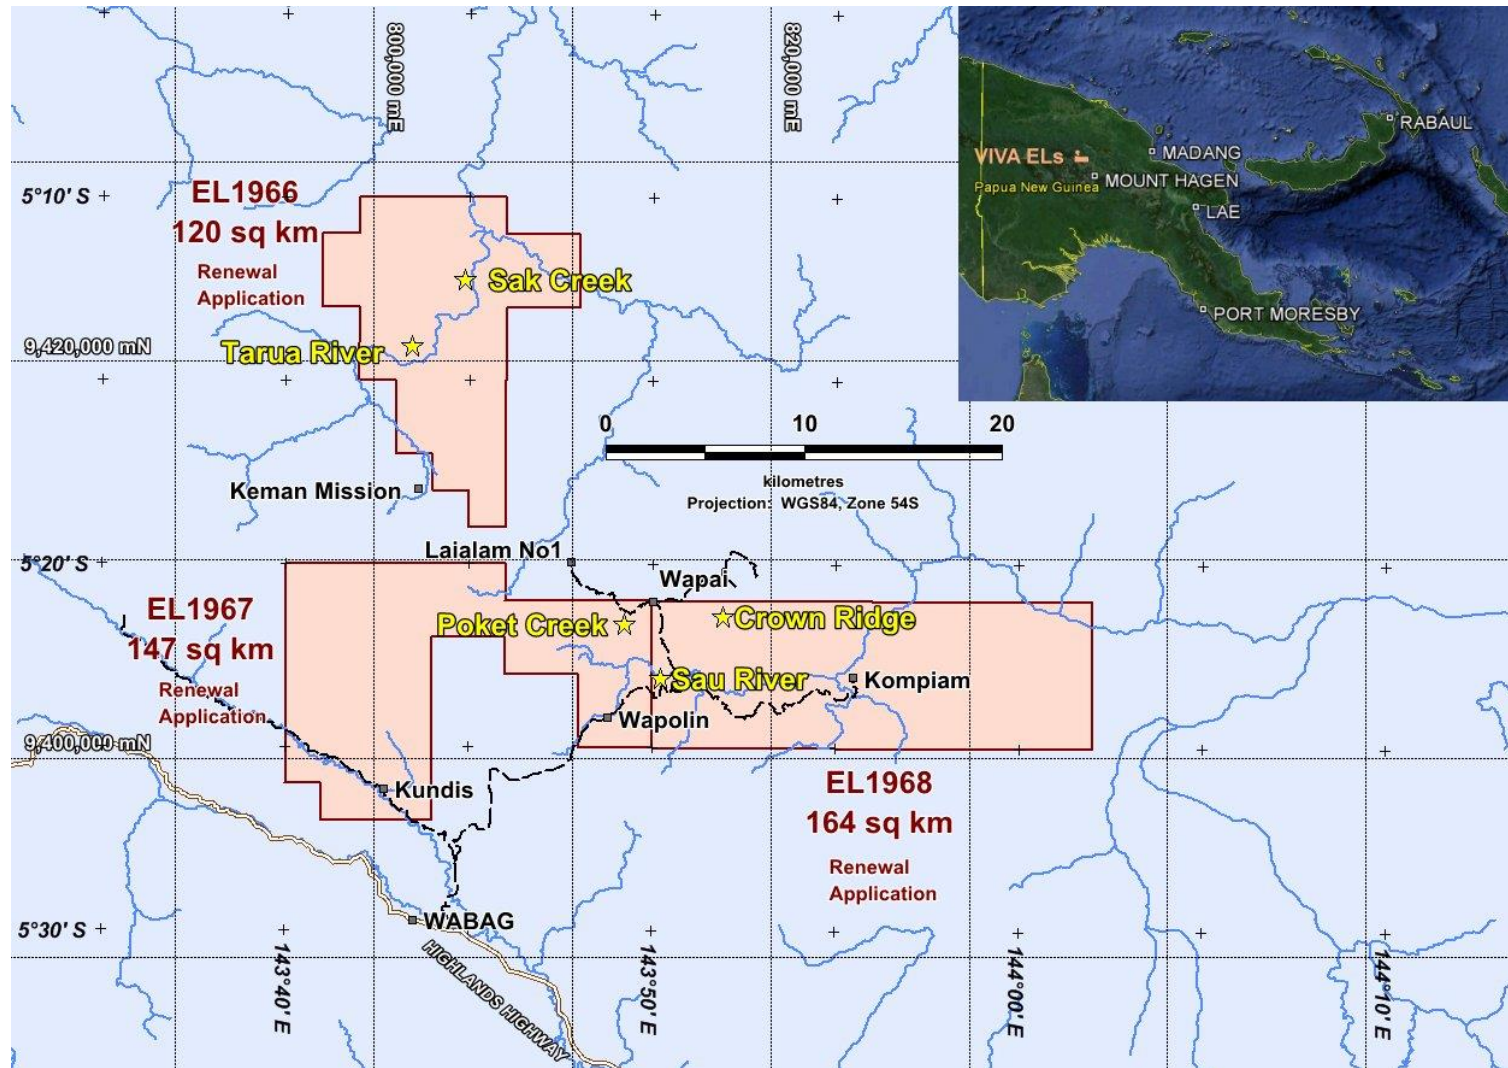 800,000 mE
820,000 mE
RABAUL
MADANG
VIVA ELs
Papua New Guinea
MOUNT HAGEN
LAE
PORT MORESBY
5°10' S
EL1966
120 sq km
Renewal
Application
Sak Creek
9,420,000 mN
Tarua River
0 10 20
kilometres
Projection: WGS84, Zone 54S
Keman Mission
Laialam No1
5°20' S
Wapai
EL1967
147 sq km
Renewal
Application
Poket Creek
Crown Ridge
Sau River
Kompiam
Wapolin
9,400,000 mN
Kundis
EL1968
164 sq km
Renewal
Application
WABAG
5°30' S
HIGHLANDS HIGHWAY
143°40' E
143°50' E
144°00' E
144°10' E